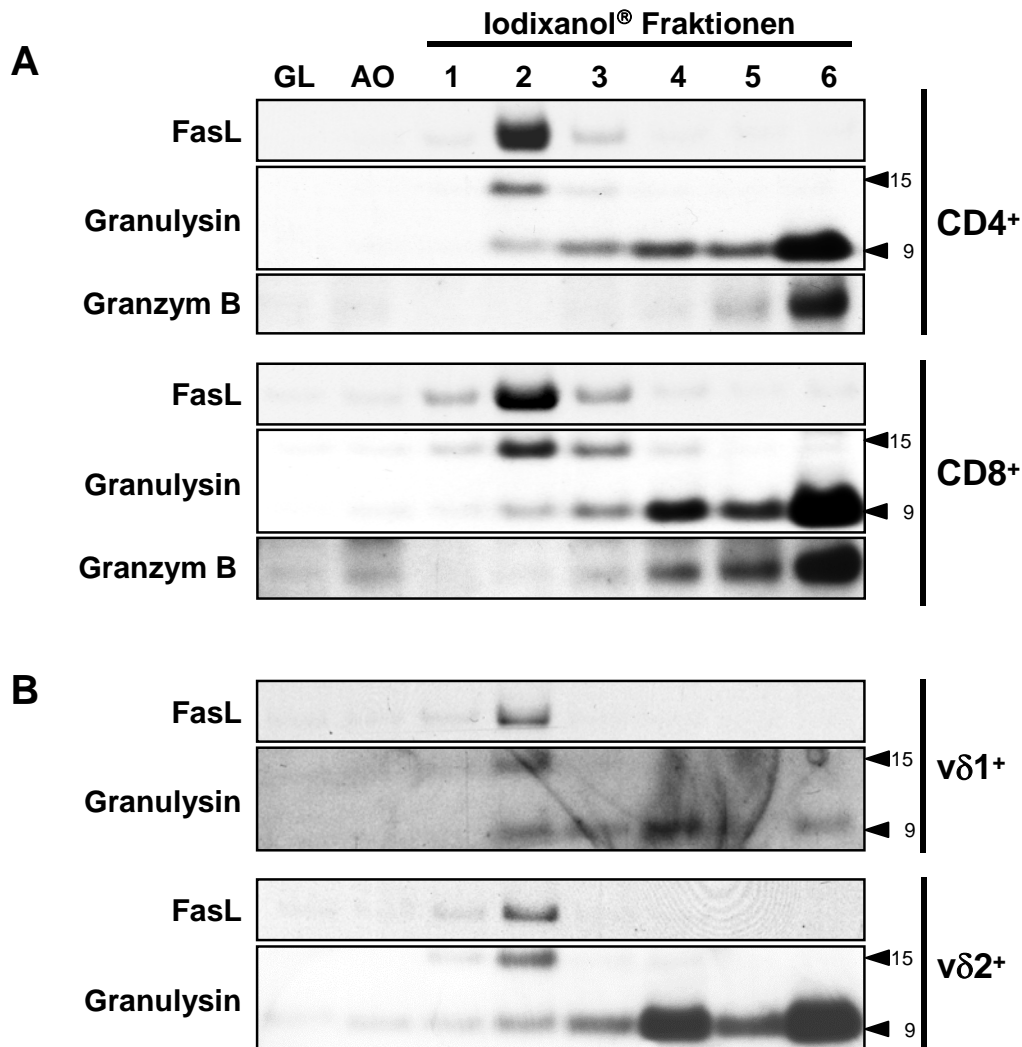 Iodixanol® Fraktionen
A
GL AO 1 2 3 4 5 6
FasL
15
Granulysin
9
Granzym B
CD4+
FasL
15
Granulysin
9
Granzym B
CD8+
B
FasL
15
Granulysin
9
vδ1+
FasL
15
Granulysin
9
vδ2+